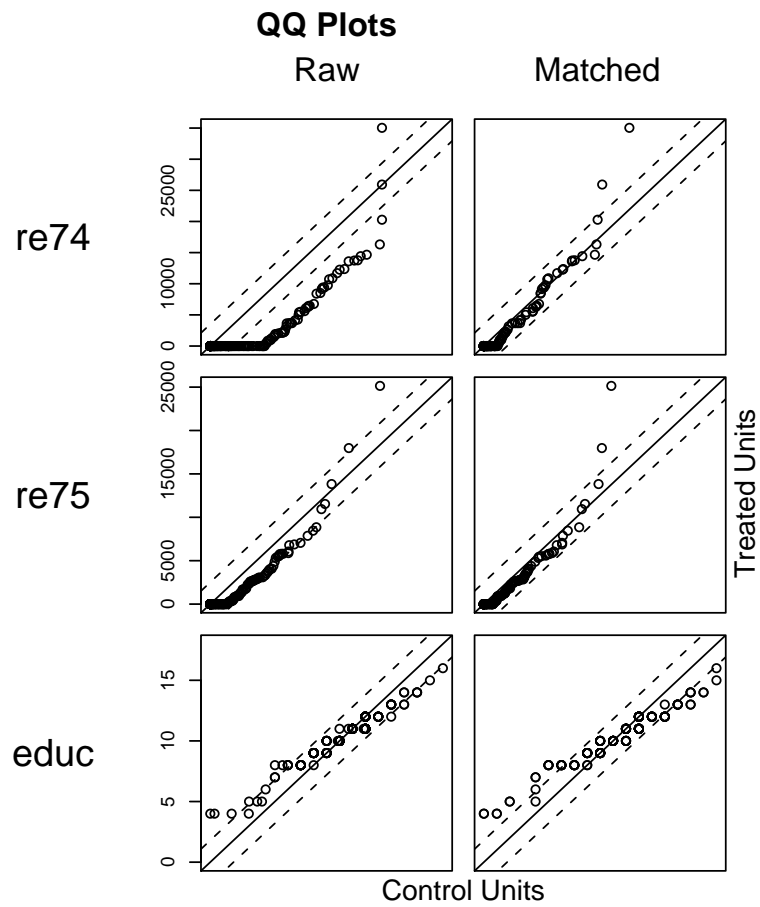 QQ Plots
Raw Matched
re74
0 10000 25000
re75
0 5000 15000 25000
educ
0 5 10 15
Treated Units
Control Units